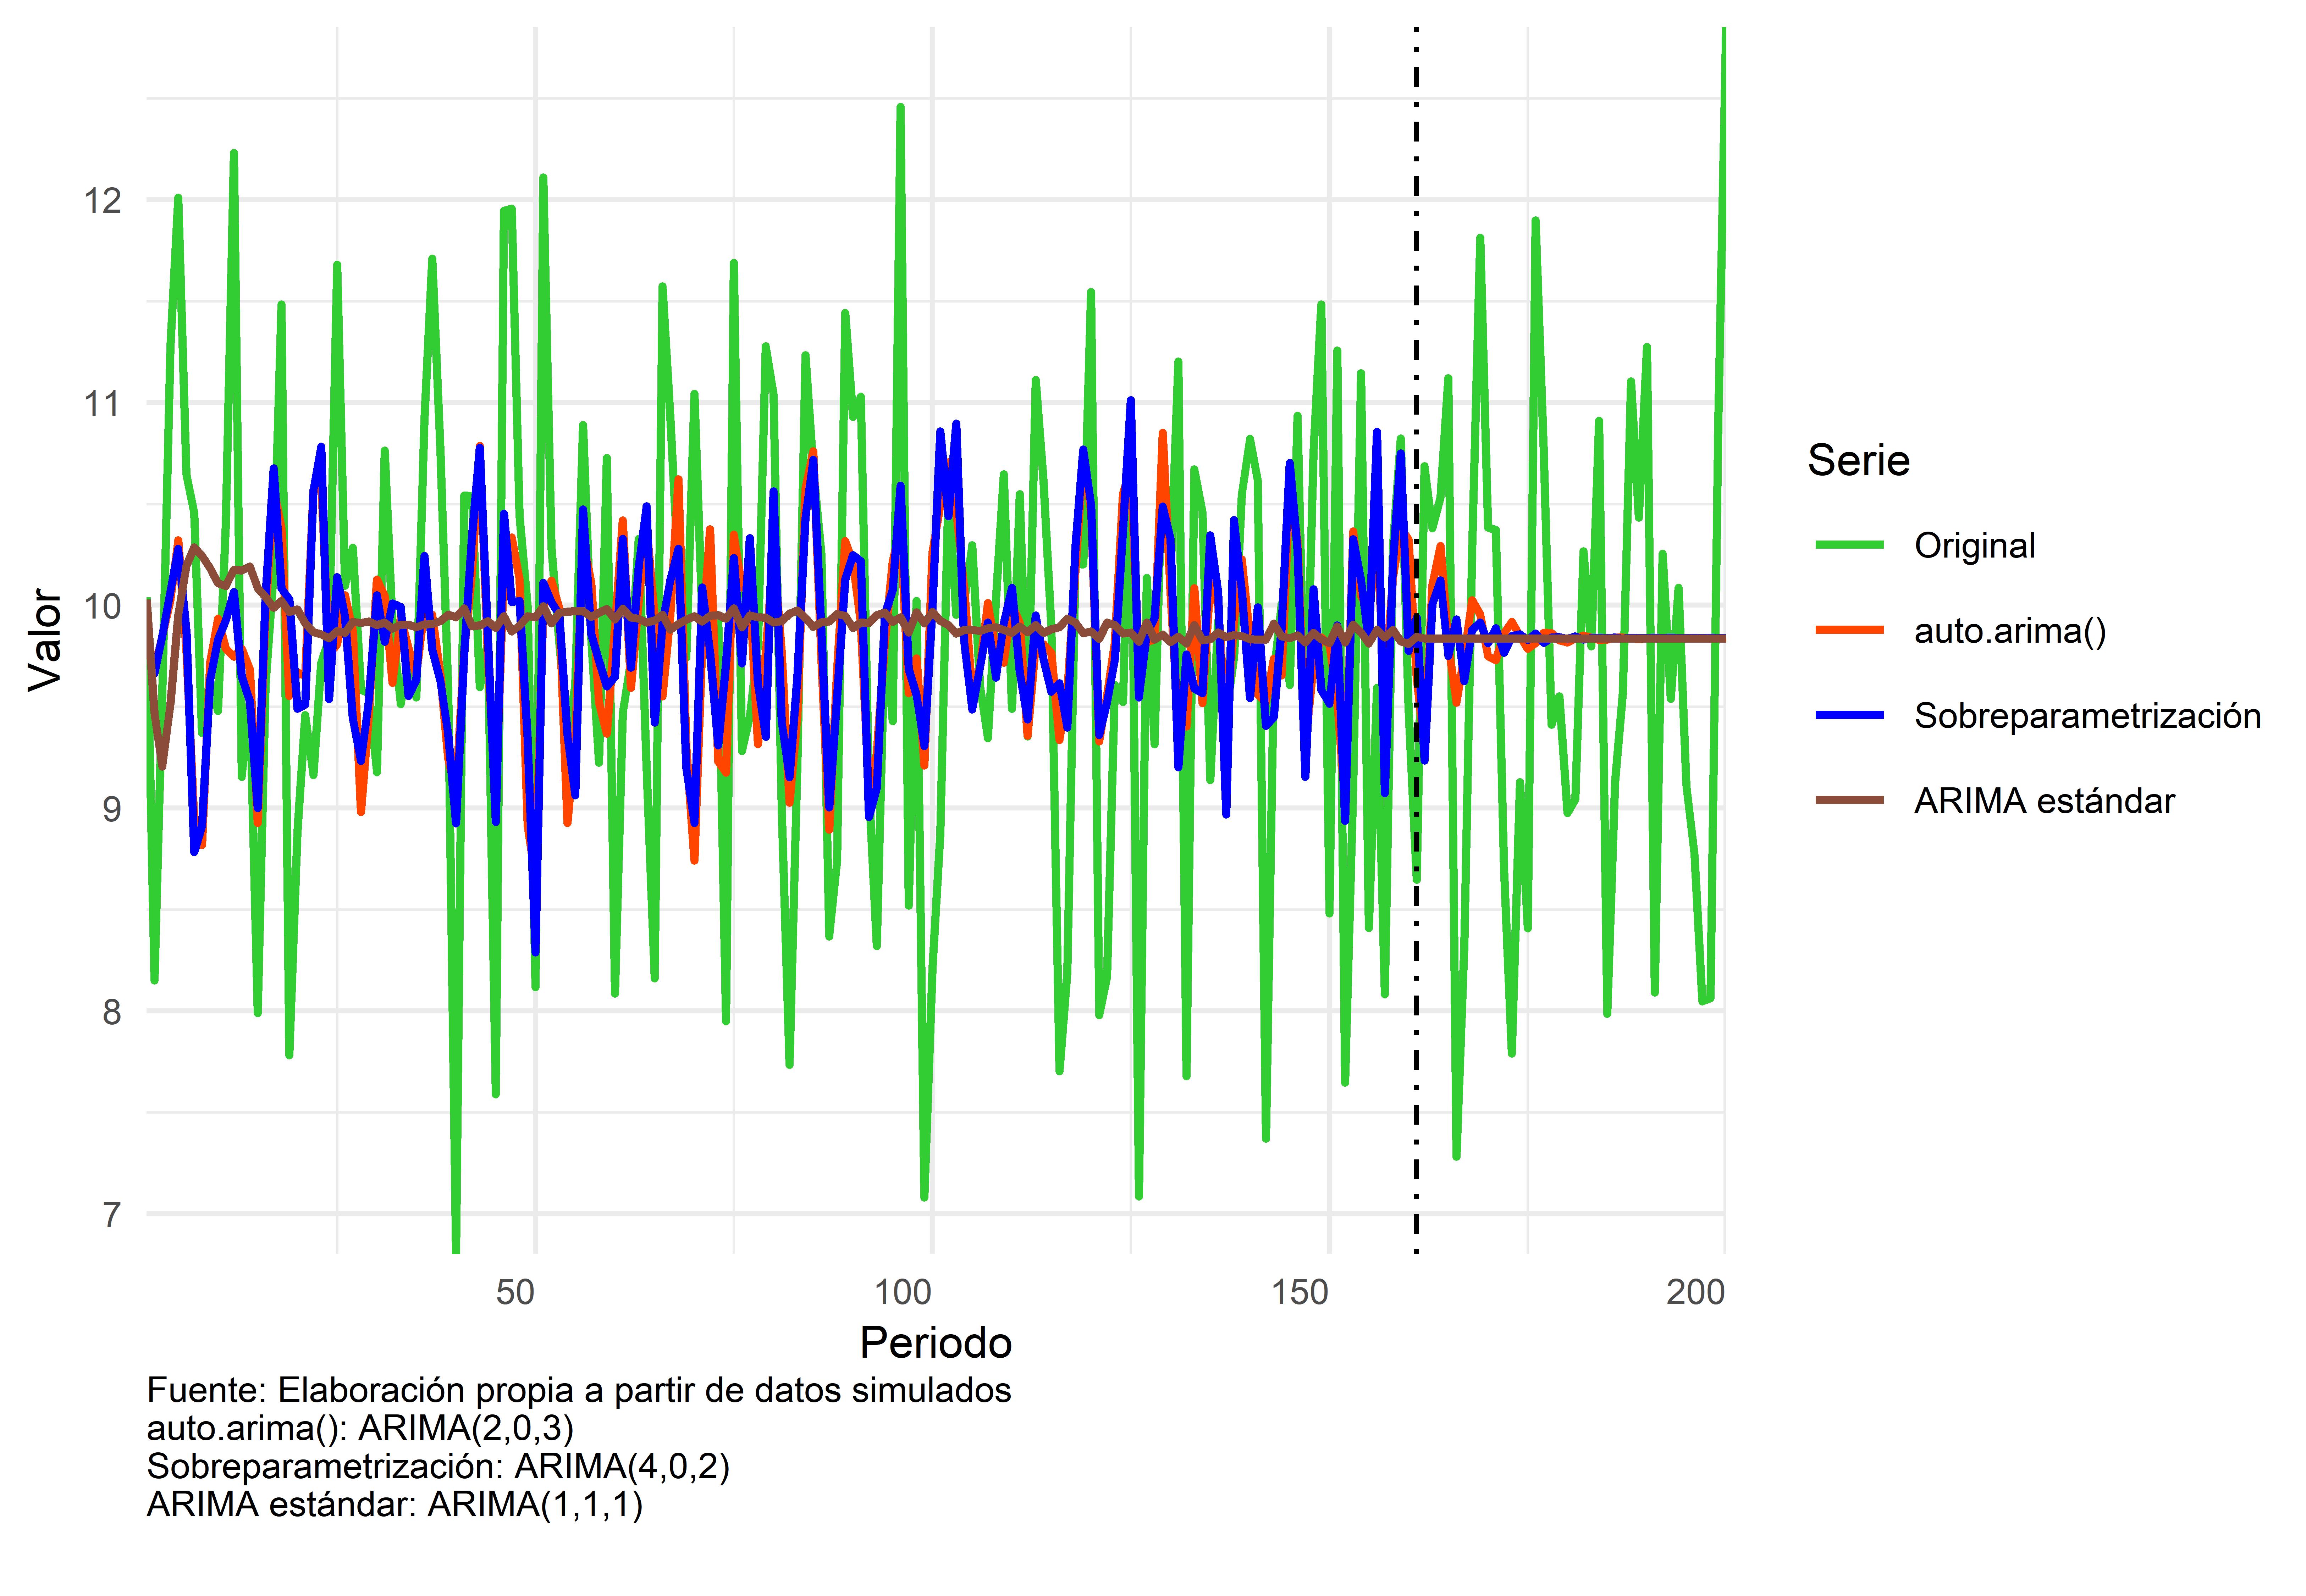 Valor
12
11
10
9
8
7
50 100 150 200
Periodo
Serie
Original
auto.arima()
Sobreparametrización
ARIMA estándar
Fuente: Elaboración propia a partir de datos simulados
auto.arima(): ARIMA(2,0,3)
Sobreparametrización: ARIMA(4,0,2)
ARIMA estándar: ARIMA(1,1,1)